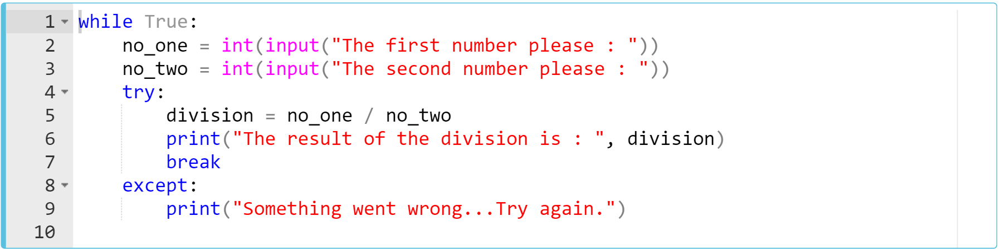 1 while True:
2     no_one = int(input("The first number please : "))
3     no_two = int(input("The second number please : "))
4     try:
5         division = no_one / no_two
6         print("The result of the division is : ", division)
7         break
8     except:
9         print("Something went wrong...Try again.")
10